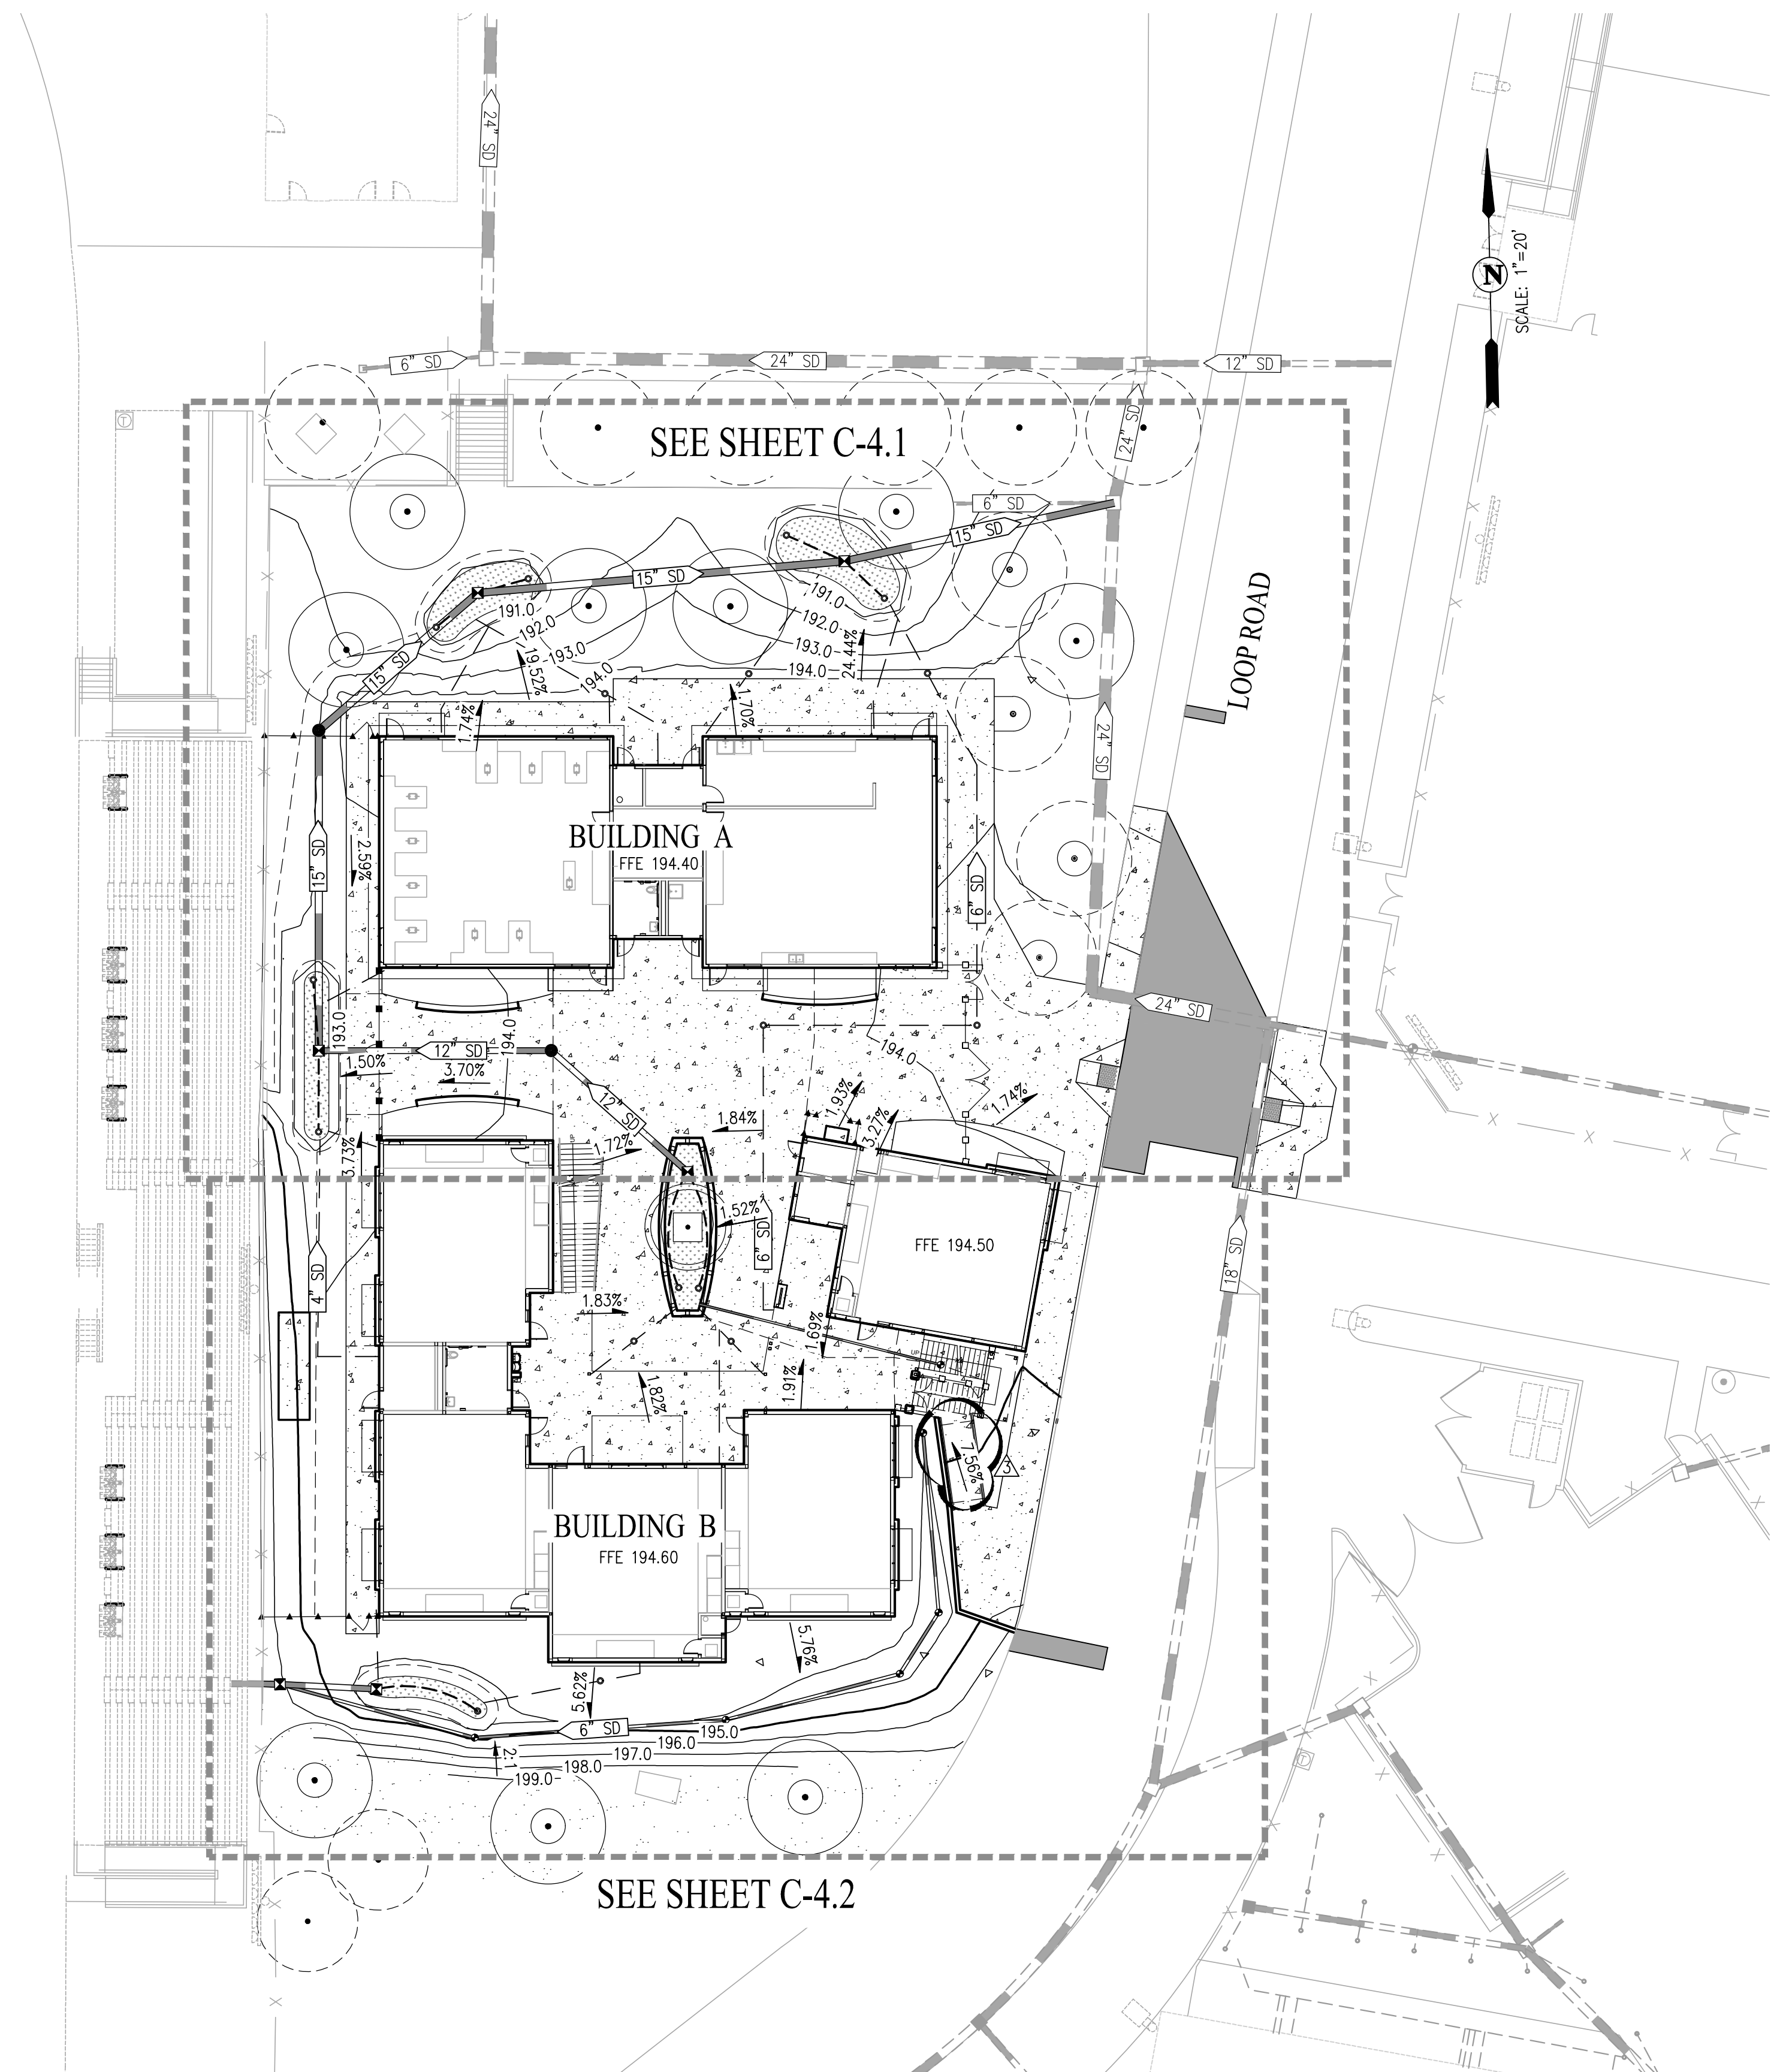 24" SD
N
SCALE: 1"=20'
6" SD
24" SD
12" SD
24" SD
SEE SHEET C-4.1
6" SD
15" SD
15" SD
191.0
191.0
192.0
192.0
193.0
193.0
24.44%
194.0
194.0
19.52%
15" SD
1.74%
1.70%
LOOP ROAD
24" SD
BUILDING A
FFE 194.40
15" SD
2.59%
6" SD
24" SD
193.0
194.0
12" SD
194.0
1.50%
3.70%
12" SD
1.93%
1.74%
1.84%
3.27%
3.73%
1.72%
UP
1.52%
6" SD
FFE 194.50
18" SD
4" SD
1.83%
1.69%
UP
1.91%
1.82%
7.56%
3
BUILDING B
FFE 194.60
5.76%
5.62%
6" SD
195.0
196.0
197.0
2:1
198.0
199.0
T
T
SEE SHEET C-4.2